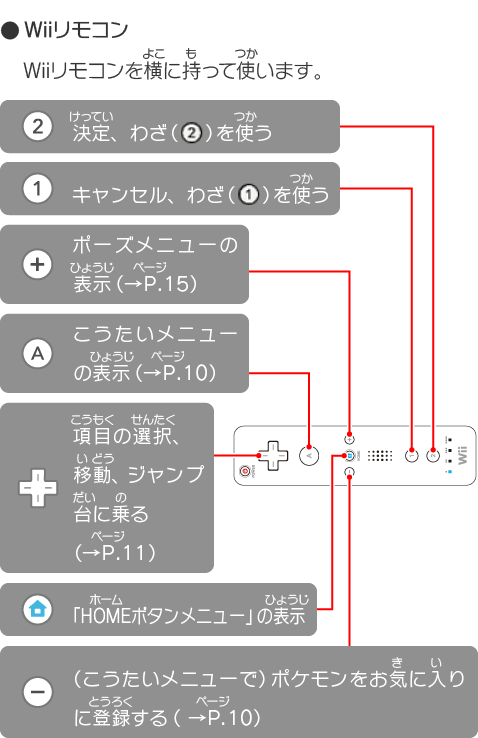 ● Wiiリモコン
よこ も つか
Wiiリモコンを横に持って使います。
けってい つか
② 決定、わざ(❷)を使う
つか
① キャンセル、わざ(❶)を使う
+ ポーズメニューの
ひょうじ ページ
表示(→P.15)
A こうたいメニュー
ひょうじ ページ
の表示(→P.10)
こうもく せんたく
項目の選択、
いどう
移動、ジャンプ
だい の
台に乗る
ページ
(→P.11)
ホーム ひょうじ
「HOMEボタンメニュー」の表示
き い
− (こうたいメニューで)ポケモンをお気に入り
とうろく ページ
に登録する( →P.10)
A
1
2
Wii